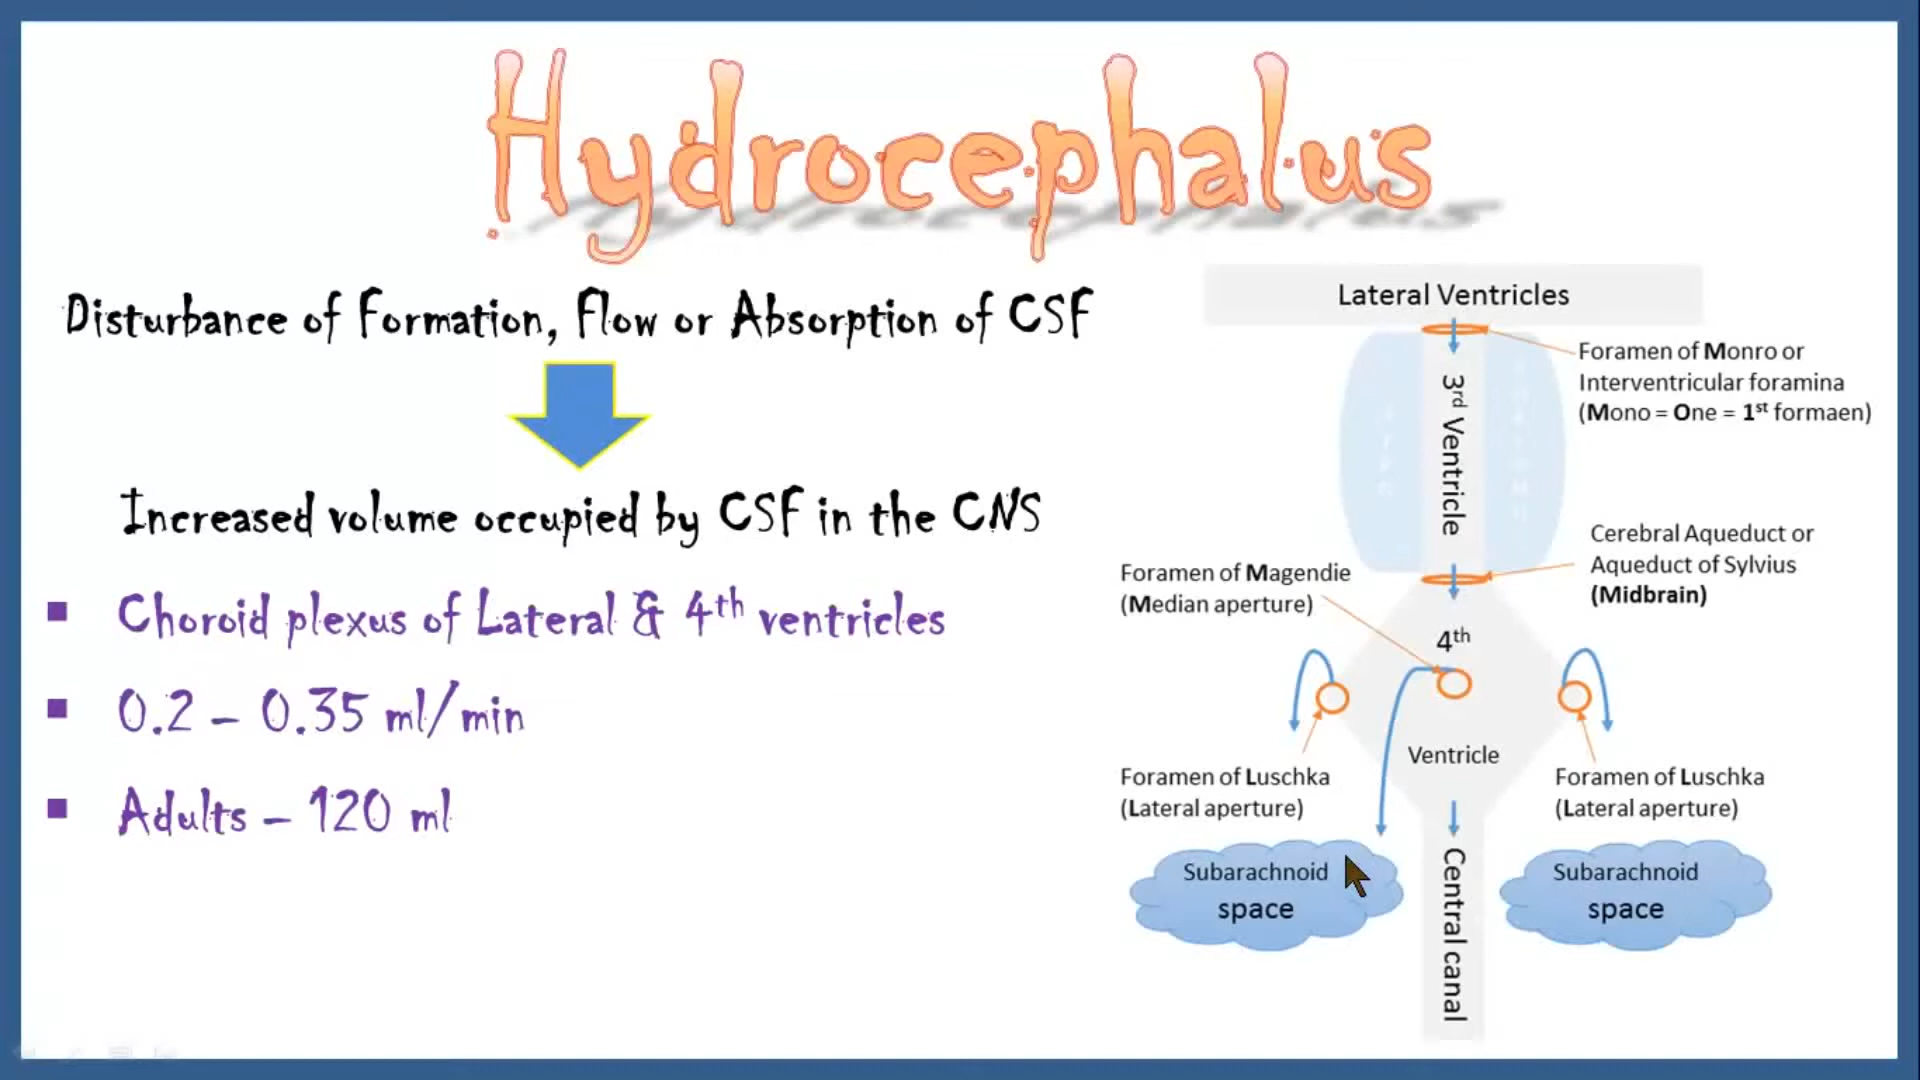 Hydrocephalus
Disturbance of Formation, Flow or Absorption of CSF
Increased volume occupied by CSF in the CNS
▪ Choroid plexus of Lateral & 4th ventricles
▪ 0.2 – 0.35 ml/min
▪ Adults – 120 ml
Lateral Ventricles
Foramen of Monro or
Interventricular foramina
(Mono = One = 1st formaen)
3rd Ventricle
Cerebral Aqueduct or
Aqueduct of Sylvius
(Midbrain)
Foramen of Magendie
(Median aperture)
4th
Ventricle
Foramen of Luschka
(Lateral aperture)
Foramen of Luschka
(Lateral aperture)
Subarachnoid
space
Central canal
Subarachnoid
space